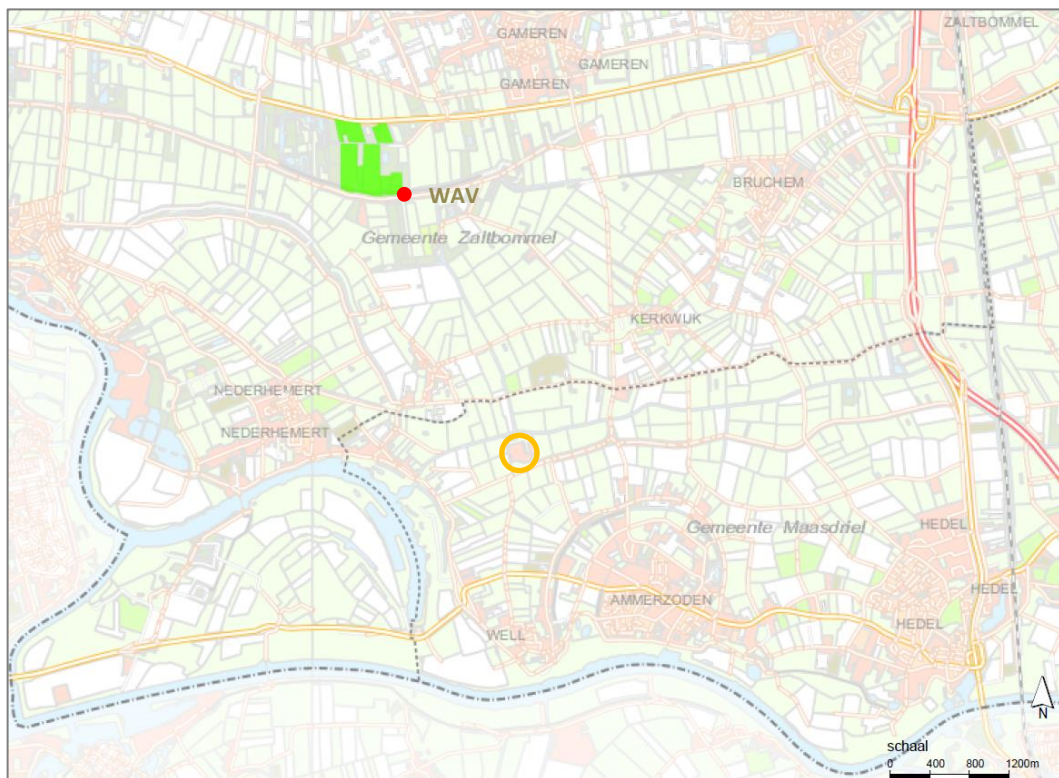 GAMEREN
ZALTBOMMEL
GAMEREN
GAMEREN
BRUCHEM
WAV
Gemeente Zaltbommel
KERKWIJK
NEDERHEMERT
NEDERHEMERT
Gemeente Maasdriel
HEDEL
HEDEL
AMMERZODEN
HEDEL
WELL
N
schaal
0 400 800 1200m